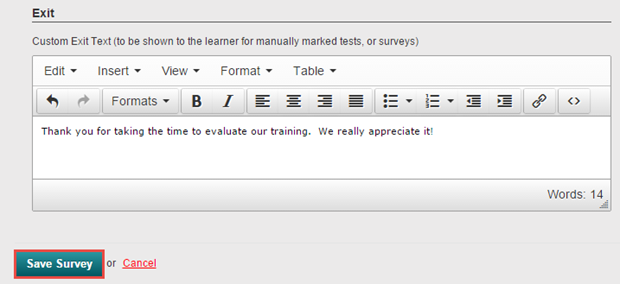 Exit
Custom Exit Text (to be shown to the learner for manually marked tests, or surveys)
Edit Insert View Format Table
Formats B I
Thank you for taking the time to evaluate our training. We really appreciate it!
Words: 14
Save Survey or Cancel